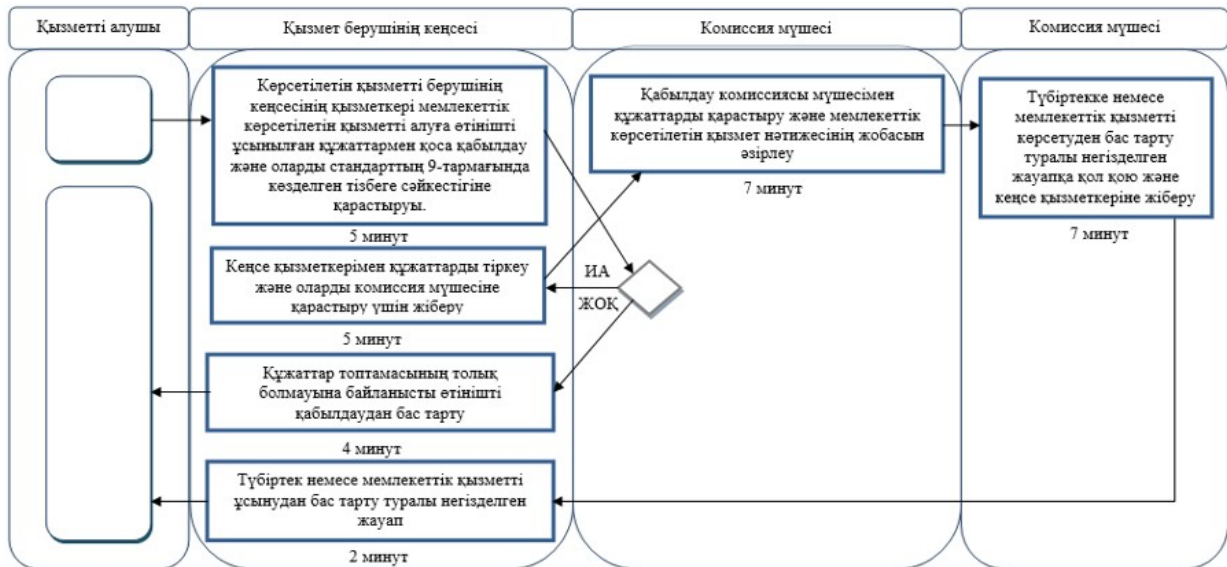 Қызметті алушы
Қызмет берушінің кеңсесі
Комиссия мүшесі
Комиссия мүшесі
Көрсетілетін қызметті берушінің
кеңсесінің қызметкері мемлекеттік
көрсетілетін қызметті алуға өтінішті
ұсынылған құжаттармен қоса қабылдау
және оларды стандарттың 9-тармағында
көзделген тізбеге сәйкестігіне
қарастыруы.
5 минут
Қабылдау комиссиясы мүшесімен
құжаттарды қарастыру және мемлекеттік
көрсетілетін қызмет нәтижесінің жобасын
әзірлеу
7 минут
Түбіртекке немесе
мемлекеттік қызметті
көрсетуден бас тарту
туралы негізделген
жауапқа қол қою және
кеңсе қызметкеріне жіберу
7 минут
Кеңсе қызметкерімен құжаттарды тіркеу
және оларды комиссия мүшесіне
қарастыру үшін жіберу
5 минут
ИА
ЖОҚ
Құжаттар топтамасының толық
болмауына байланысты өтінішті
қабылдаудан бас тарту
4 минут
Түбіртек немесе мемлекеттік қызметті
ұсынудан бас тарту туралы негізделген
жауап
2 минут